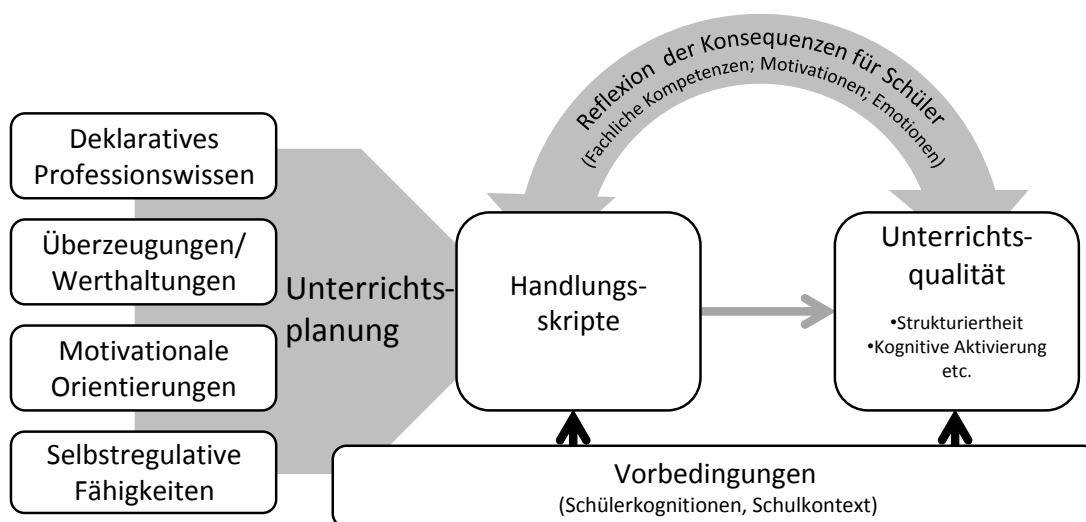 Reflexion der Konsequenzen für Schüler
(Fachliche Kompetenzen; Motivationen; Emotionen)
Deklaratives
Professionswissen
Überzeugungen/
Werthaltungen
Motivationale
Orientierungen
Selbstregulative
Fähigkeiten
Unterrichts-
planung
Handlungs-
skripte
Unterrichts-
qualität
•Strukturiertheit
•Kognitive Aktivierung
etc.
Vorbedingungen
(Schülerkognitionen, Schulkontext)